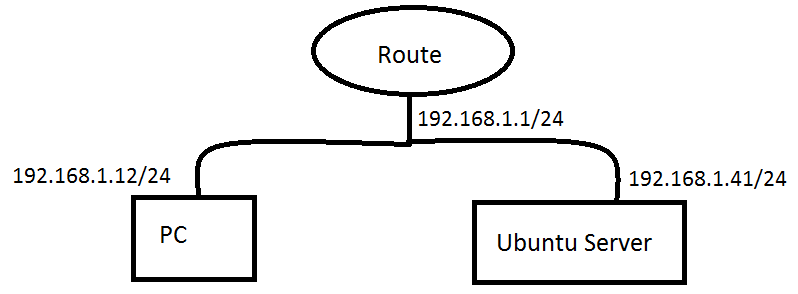 Route
192.168.1.1/24
192.168.1.12/24
192.168.1.41/24
PC
Ubuntu Server